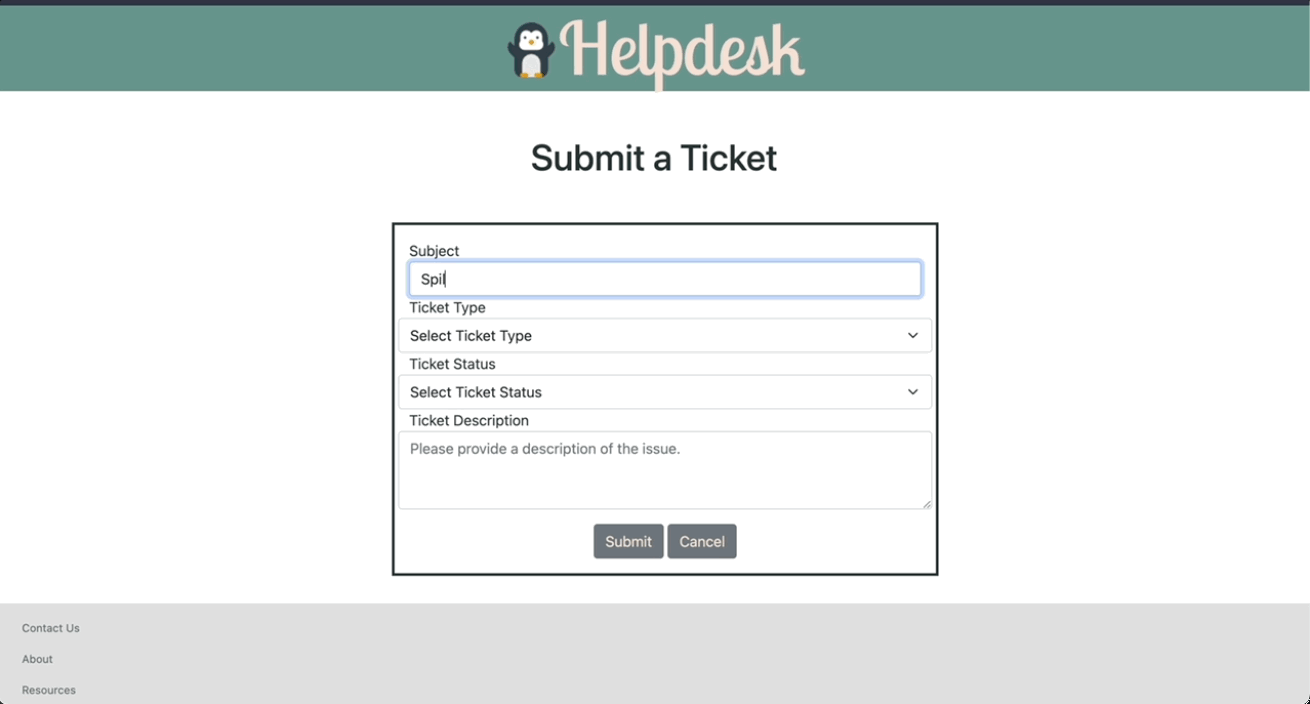 Helpdesk
Submit a Ticket
Subject
Spil
Ticket Type
Select Ticket Type
Ticket Status
Select Ticket Status
Ticket Description
Please provide a description of the issue.
Submit Cancel
Contact Us
About
Resources